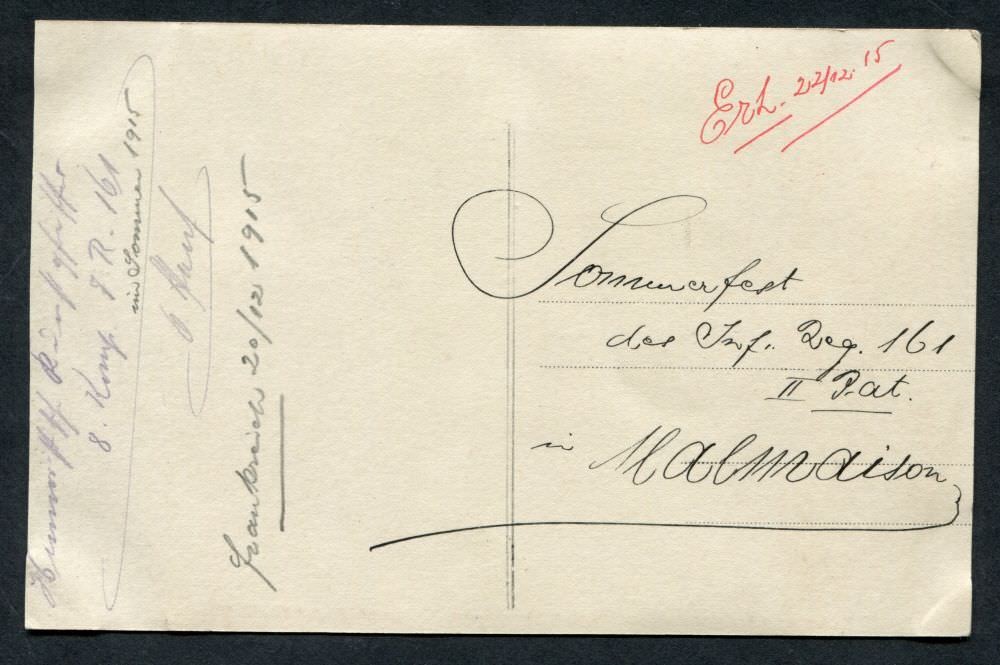 Erh. 22/12. 15
Sommerfest
des Inf. Reg. 161
II Bat.
in Malmaison
8. Komp. I. R. 161
im Sommer 1915
Frankreich 20/12 1915